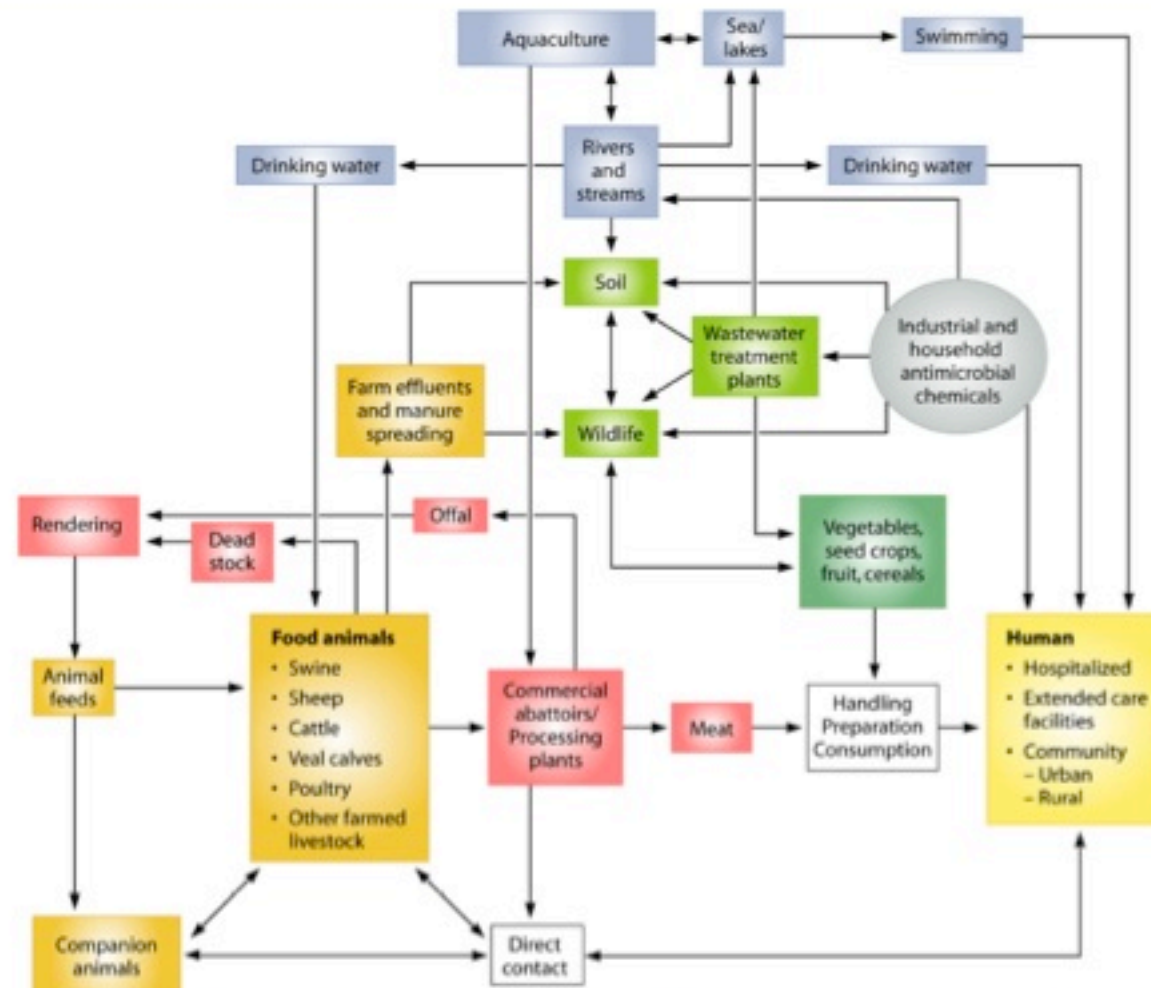 Aquaculture
Sea/
lakes
Swimming
Drinking water
Rivers
and
streams
Drinking water
Soil
Wastewater
treatment
plants
Industrial and
household
antimicrobial
chemicals
Farm effluents
and manure
spreading
Wildlife
Rendering
Offal
Dead
stock
Vegetables,
seed crops,
fruit, cereals
Animal
feeds
Food animals
• Swine
• Sheep
• Cattle
• Veal calves
• Poultry
• Other farmed
livestock
Commercial
abattoirs/
Processing
plants
Meat
Handling
Preparation
Consumption
Human
• Hospitalized
• Extended care
facilities
• Community
– Urban
– Rural
Companion
animals
Direct
contact